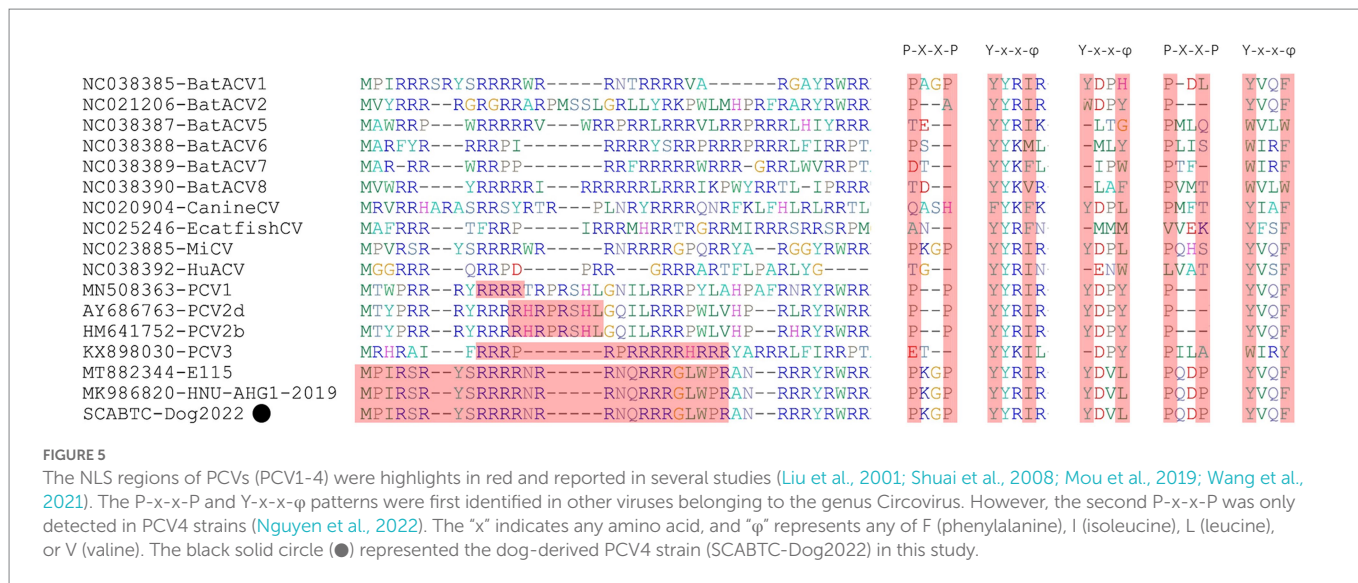 P-X-X-P Y-x-x-φ Y-x-x-φ P-X-X-P Y-x-x-φ
NC038385-BatACV1 MPIRRRSRYSRRRRWR-----RNTRRRRVA-----RGAYRWRR PAGP YYRIR YDPH P-DL YVQF
NC021206-BatACV2 MVYRRR--RGRGRRARPMSSLGRLLYRKPWLMHPRFRARYRWRR P--A YYRIR WDPY P--- YVQF
NC038387-BatACV5 MAWRRP---WRRRRRV--WRRPRRLRRRVLRRPRRRLHIYRRR TE-- YYRIK -LTG PMLQ WVLW
NC038388-BatACV6 MARFYR---RRRPI-----RRRRYSRRPRRRPRRRLFIRRPT PS-- YYKML -MLY PLIS WIRF
NC038389-BatACV7 MAR-RR---WRRPP-----RRFRRRRRWRRR-GRRLWVRRPT DT-- YYKFL -IPW PTF- WIRF
NC038390-BatACV8 MVWRR----YRRRRRI----RRRRRRLRRRIKPWYRRTL-IPRRR TD-- YYKVR -LAF PVMT WVLW
NC020904-CanineCV MRVRRHARASRRSYRTR---PLNRYRRRRQNRFKLFHLRLRRTL QASH FYKFK YDPL PMFT YIAF
NC025246-EcatfishCV MAFRRR---TFRRP------IRRRMHRRTRGRRMIRRRSRRSRPM AN-- YYRFN -MMM VVEK YFSF
NC023885-MiCV MPVRSR--YSRRRRWR-----RNRRRRGPQRRYA--RGGYRWRR PKGP YYRIR YDPL PQHS YVQF
NC038392-HuACV MGGRRR---QRRPD-----PRR---GRRRARTFLPARLYG---- TG-- YYRIN -ENW LVAT YVSF
MN508363-PCV1 MTWPRR--RYRRRRTRPRSHLGNILRRRPYLAHPAFRNRYRWRR P--P YYRIR YDPY P--- YVQF
AY686763-PCV2d MTYPRR--RYRRRRHRPRSHLGQILRRRPWLVHP--RLRYRWRR P--P YYRIR YDPY P--- YVQF
HM641752-PCV2b MTYPRR--RYRRRRHRPRSHLGQILRRRPWLVHP--RHRYRWRR P--P YYRIR YDPY P--- YVQF
KX898030-PCV3 MRHRAI---FRRRRP------RPRRRRRRHRRRYARRRLFIRRPT ET-- YYKIL -DPY PILA WIRY
MT882344-E115 MPIRSR--YSRRRRNR-----RNQRRRGLWPRAN--RRRYRWRR PKGP YYRIR YDVL PQDP YVQF
MK986820-HNU-AHG1-2019 MPIRSR--YSRRRRNR-----RNQRRRGLWPRAN--RRRYRWRR PKGP YYRIR YDVL PQDP YVQF
SCABTC-Dog2022 ● MPIRSR--YSRRRRNR-----RNQRRRGLWPRAN--RRRYRWRR PKGP YYRIR YDVL PQDP YVQF
FIGURE 5
The NLS regions of PCVs (PCV1-4) were highlights in red and reported in several studies (Liu et al., 2001; Shuai et al., 2008; Mou et al., 2019; Wang et al.,
2021). The P-x-x-P and Y-x-x-φ patterns were first identified in other viruses belonging to the genus Circovirus. However, the second P-x-x-P was only
detected in PCV4 strains (Nguyen et al., 2022). The "x" indicates any amino acid, and "φ" represents any of F (phenylalanine), I (isoleucine), L (leucine),
or V (valine). The black solid circle (●) represented the dog-derived PCV4 strain (SCABTC-Dog2022) in this study.